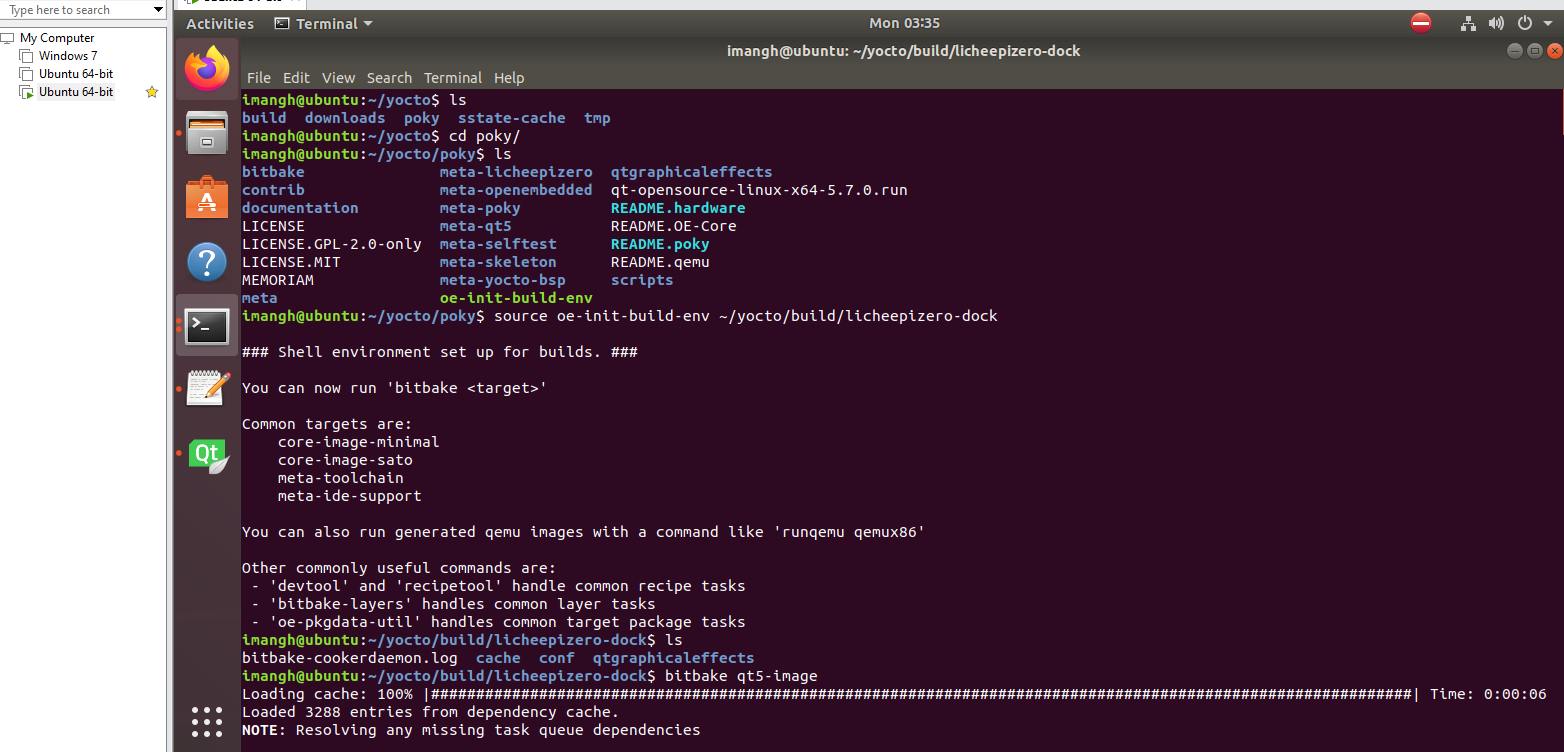 Type here to search
My Computer
Windows 7
Ubuntu 64-bit
Ubuntu 64-bit
Activities Terminal Mon 03:35
imangh@ubuntu: ~/yocto/build/licheepizero-dock
File Edit View Search Terminal Help
imangh@ubuntu:~/yocto$ ls
build downloads poky sstate-cache tmp
imangh@ubuntu:~/yocto$ cd poky/
imangh@ubuntu:~/yocto/poky$ ls
bitbake meta-licheepizero qtgraphicaleffects
contrib meta-openembedded qt-opensource-linux-x64-5.7.0.run
documentation meta-poky README.hardware
LICENSE meta-qt5 README.OE-Core
LICENSE.GPL-2.0-only meta-selftest README.poky
LICENSE.MIT meta-skeleton README.qemu
MEMORIAM meta-yocto-bsp scripts
meta oe-init-build-env
imangh@ubuntu:~/yocto/poky$ source oe-init-build-env ~/yocto/build/licheepizero-dock
### Shell environment set up for builds. ###
You can now run 'bitbake <target>'
Common targets are:
core-image-minimal
core-image-sato
meta-toolchain
meta-ide-support
You can also run generated qemu images with a command like 'runqemu qemux86'
Other commonly useful commands are:
- 'devtool' and 'recipetool' handle common recipe tasks
- 'bitbake-layers' handles common layer tasks
- 'oe-pkgdata-util' handles common target package tasks
imangh@ubuntu:~/yocto/build/licheepizero-dock$ ls
bitbake-cookerdaemon.log cache conf qtgraphicaleffects
imangh@ubuntu:~/yocto/build/licheepizero-dock$ bitbake qt5-image
Loading cache: 100% |#############################################################################################################| Time: 0:00:06
Loaded 3288 entries from dependency cache.
NOTE: Resolving any missing task queue dependencies
Qt